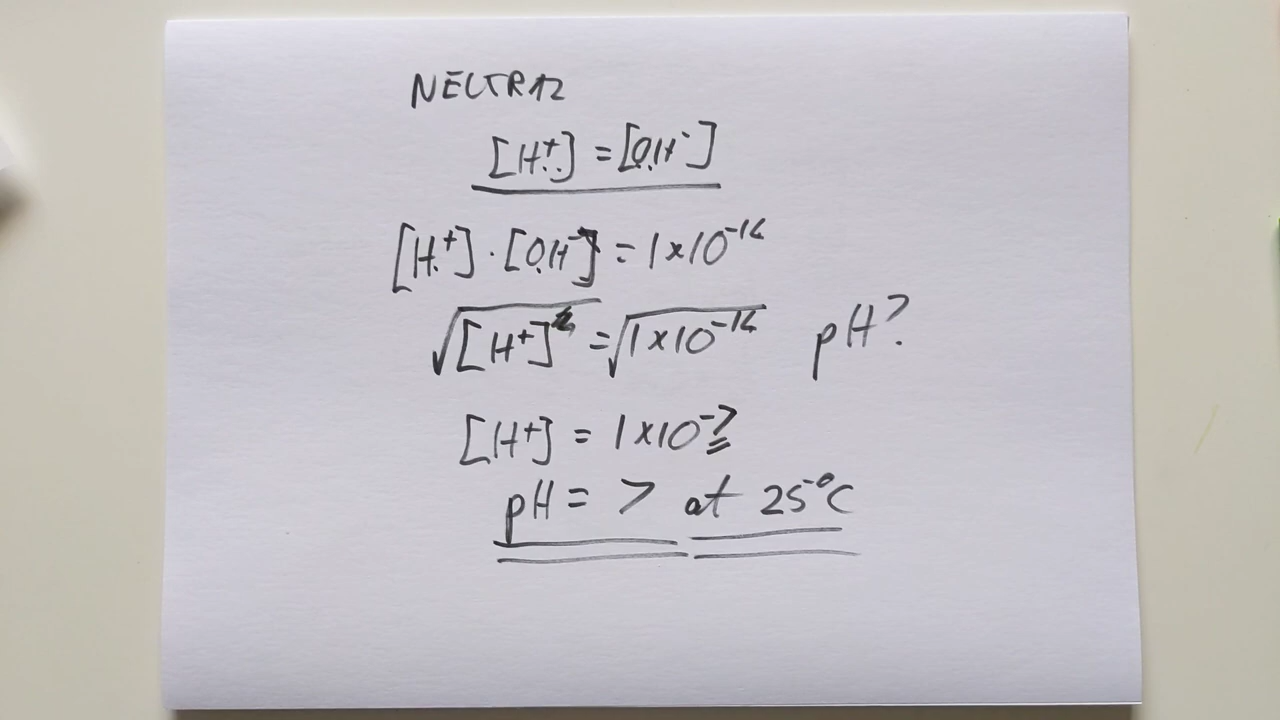 NEUTRAL
[H⁺] = [OH⁻]
[H⁺] · [OH⁻] = 1×10⁻¹⁴
√[H⁺]² = √1×10⁻¹⁴ pH?
[H⁺] = 1×10⁻⁷
pH = 7 at 25°C